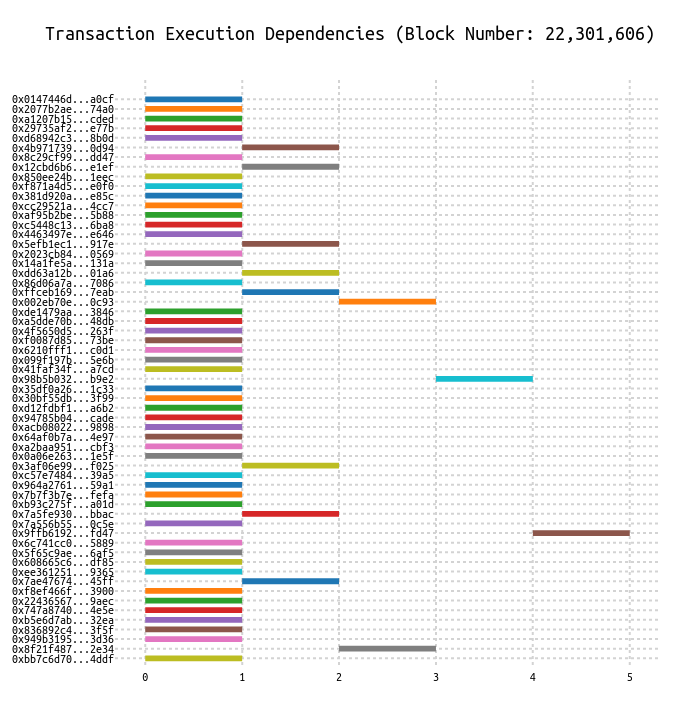 Transaction Execution Dependencies (Block Number: 22,301,606)
0x0147446d...a0cf
0x2077b2ae...74a0
0xa1207b15...cded
0x29735af2...e77b
0xd68942c3...8b0d
0x4b971739...0d94
0x8c29cf99...dd47
0x12cbd6b6...e1ef
0x850ee24b...1eec
0xf871a4d5...e0f0
0x381d920a...e85c
0xcc29521a...4cc7
0xaf95b2be...5b88
0xc5448c13...6ba8
0x4463497e...e646
0x5efb1ec1...917e
0x2023cb84...0569
0x14a1fe5a...131a
0xdd63a12b...01a6
0x86d06a7a...7086
0xffceb169...7eab
0x002eb70e...0c93
0xde1479aa...3846
0xa5dde70b...48db
0x4f5650d5...263f
0xf0087d85...73be
0x6210fff1...c0d1
0x099f197b...5e6b
0x41faf34f...a7cd
0x98b5b032...b9e2
0x35df0a26...1c33
0x30bf55db...3f99
0xd12fdbf1...a6b2
0x94785b04...cade
0xacb08022...9898
0x64af0b7a...4e97
0xa2baa951...cbf3
0x0a06e263...1e5f
0x3af06e99...f025
0xc57e7484...39a5
0x964a2761...59a1
0x7b7f3b7e...fefa
0xb93c275f...a01d
0x7a5fe930...bbac
0x7a556b55...0c5e
0x9ffb6192...fd47
0x6c741cc0...5889
0x5f65c9ae...6af5
0x608665c6...df85
0xee361251...9365
0x7ae47674...45ff
0xf8ef466f...3900
0x22436567...9aec
0x747a8740...4e5e
0xb5e6d7ab...32ea
0x836892c4...3f5f
0x949b3195...3d36
0x8f21f487...2e34
0xbb7c6d70...4ddf
0 1 2 3 4 5